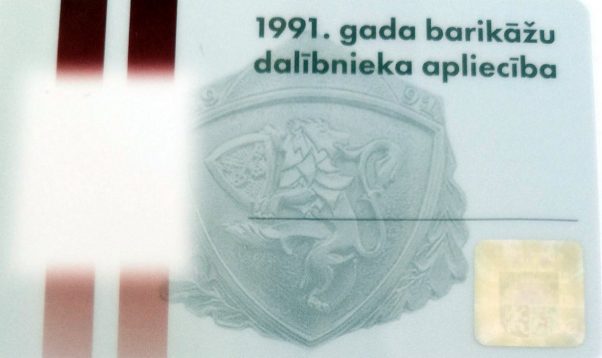 1991. gada barikāžu
dalībnieka apliecība